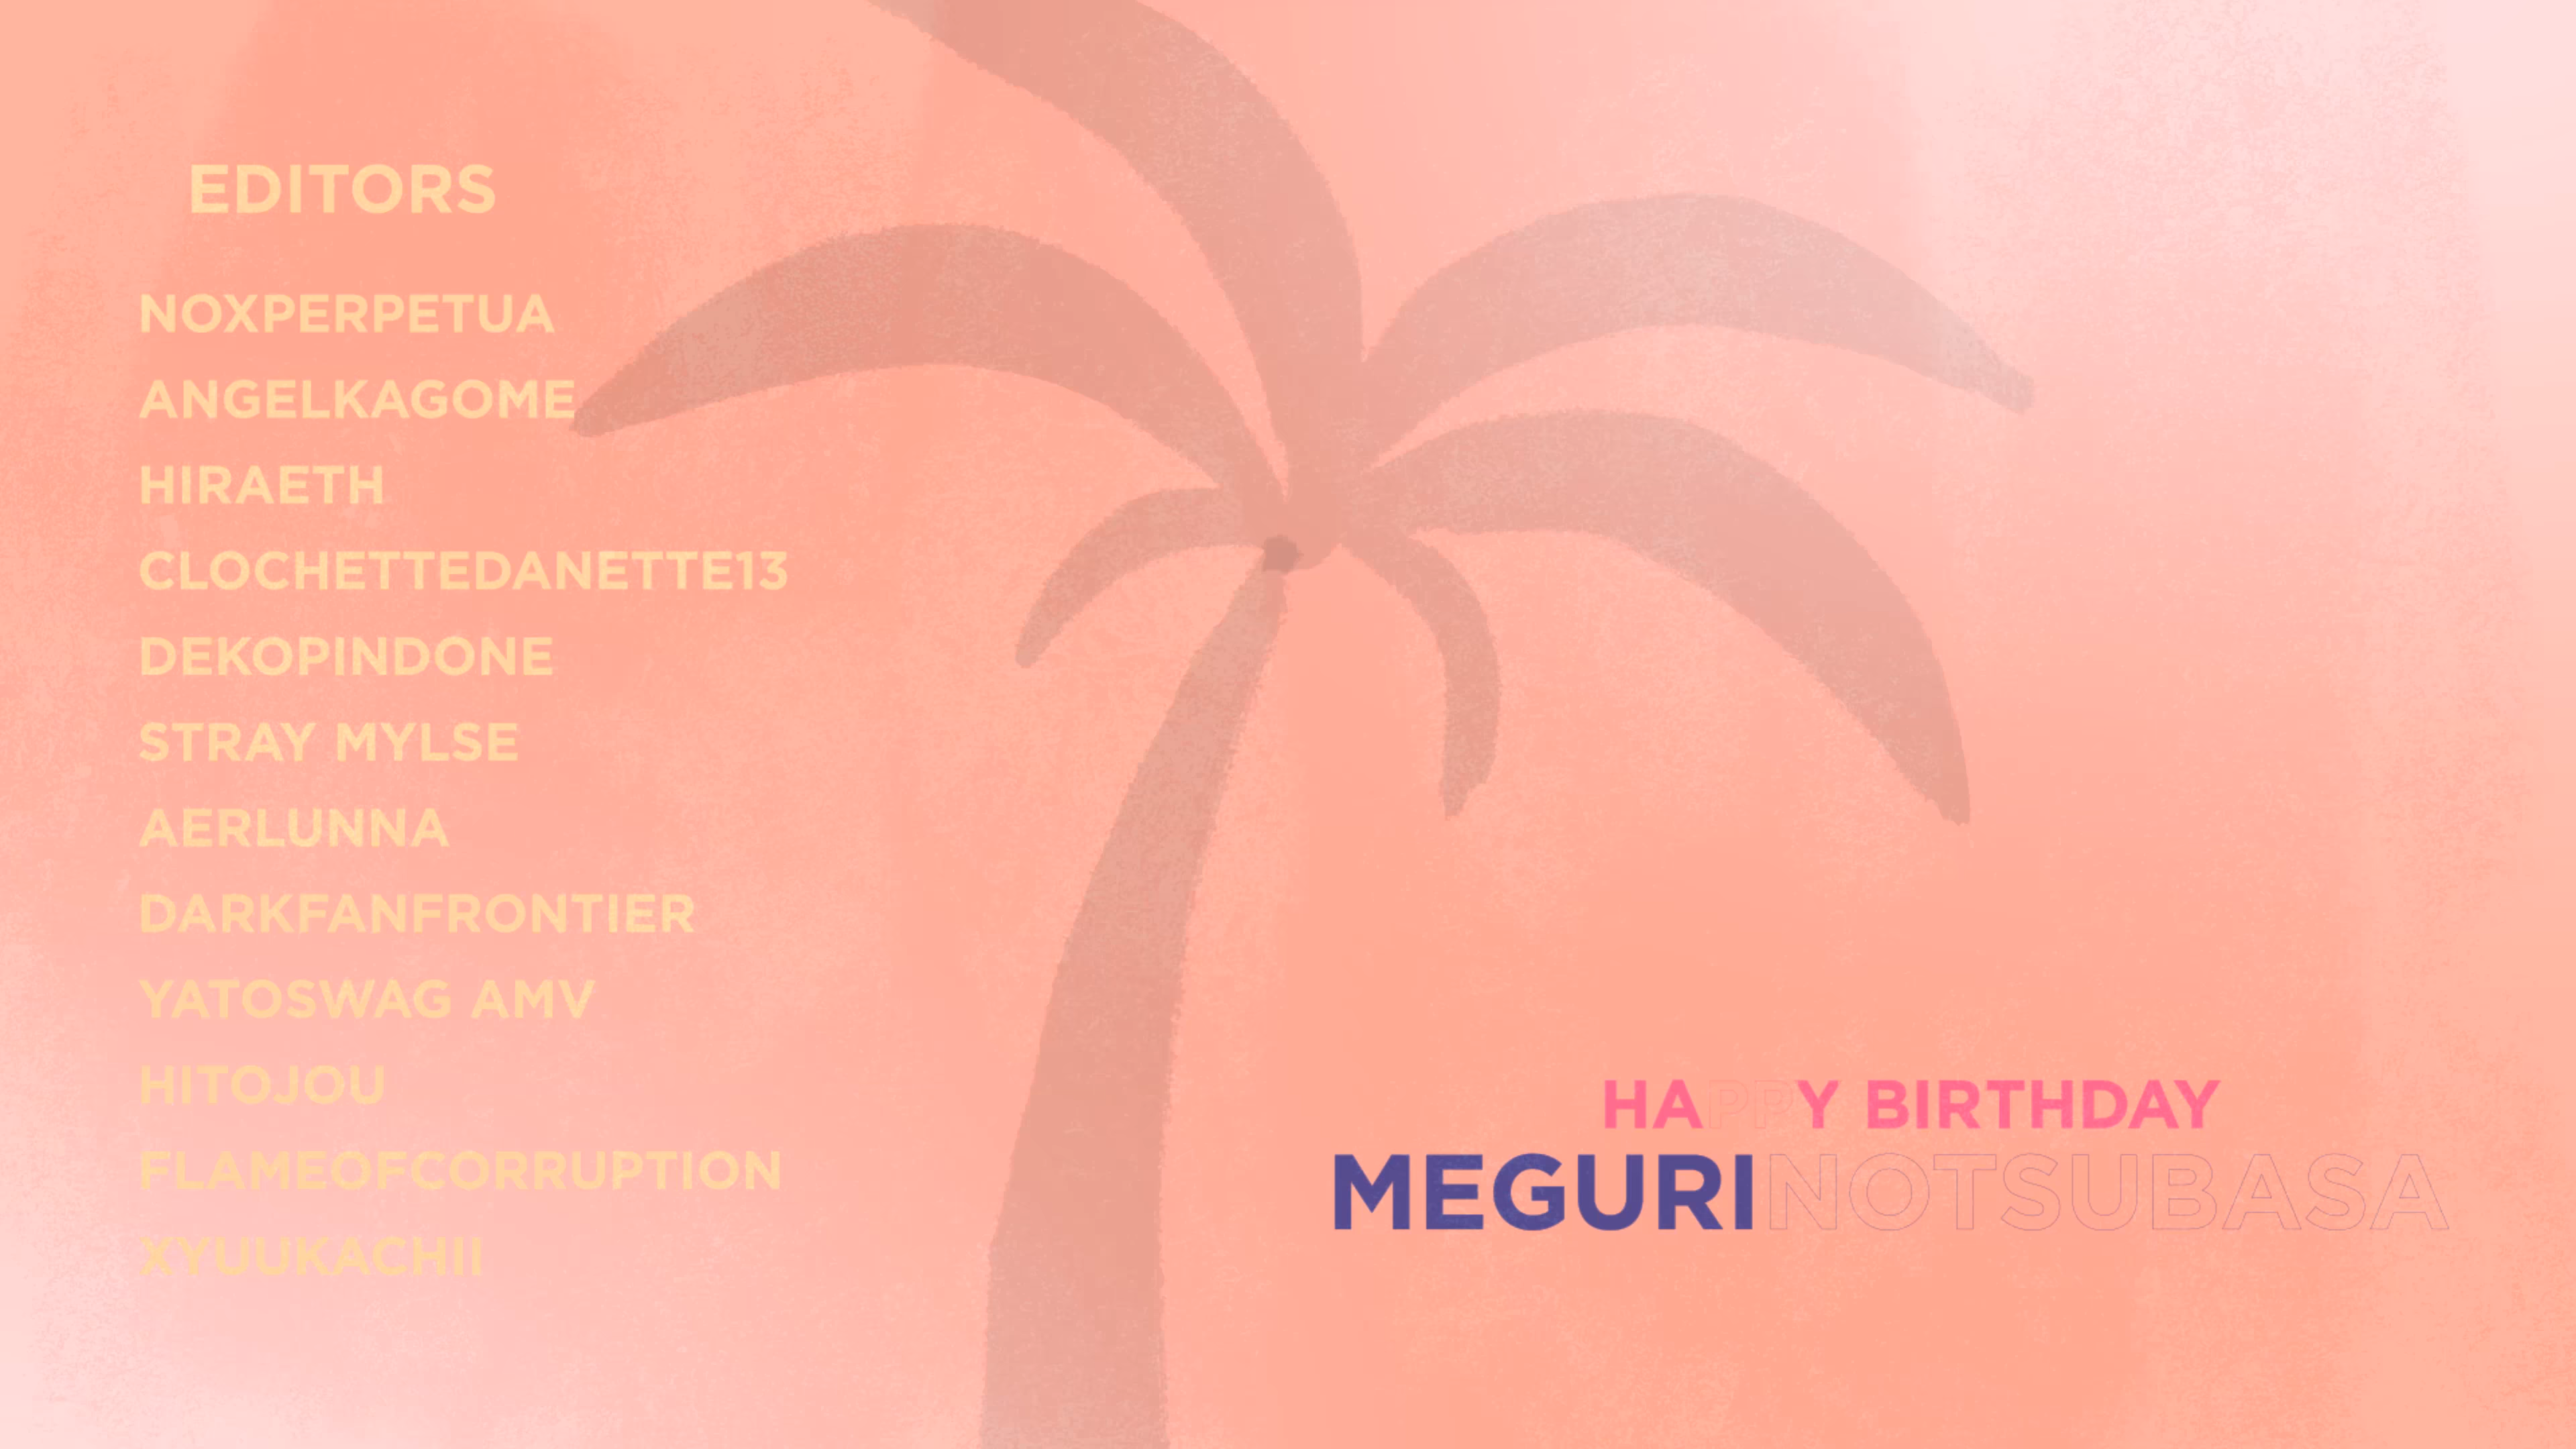 EDITORS
NOXPERPETUA
ANGELKAGOME
HIRAETH
CLOCHETTEDANETTE13
DEKOPINDONE
STRAY MYLSE
AERLUNNA
DARKFANFRONTIER
YATOSWAG AMV
HITOJOU
FLAMEOFCORRUPTION
XYUUKACHII
HAPPY BIRTHDAY
MEGURINOTSUBASA